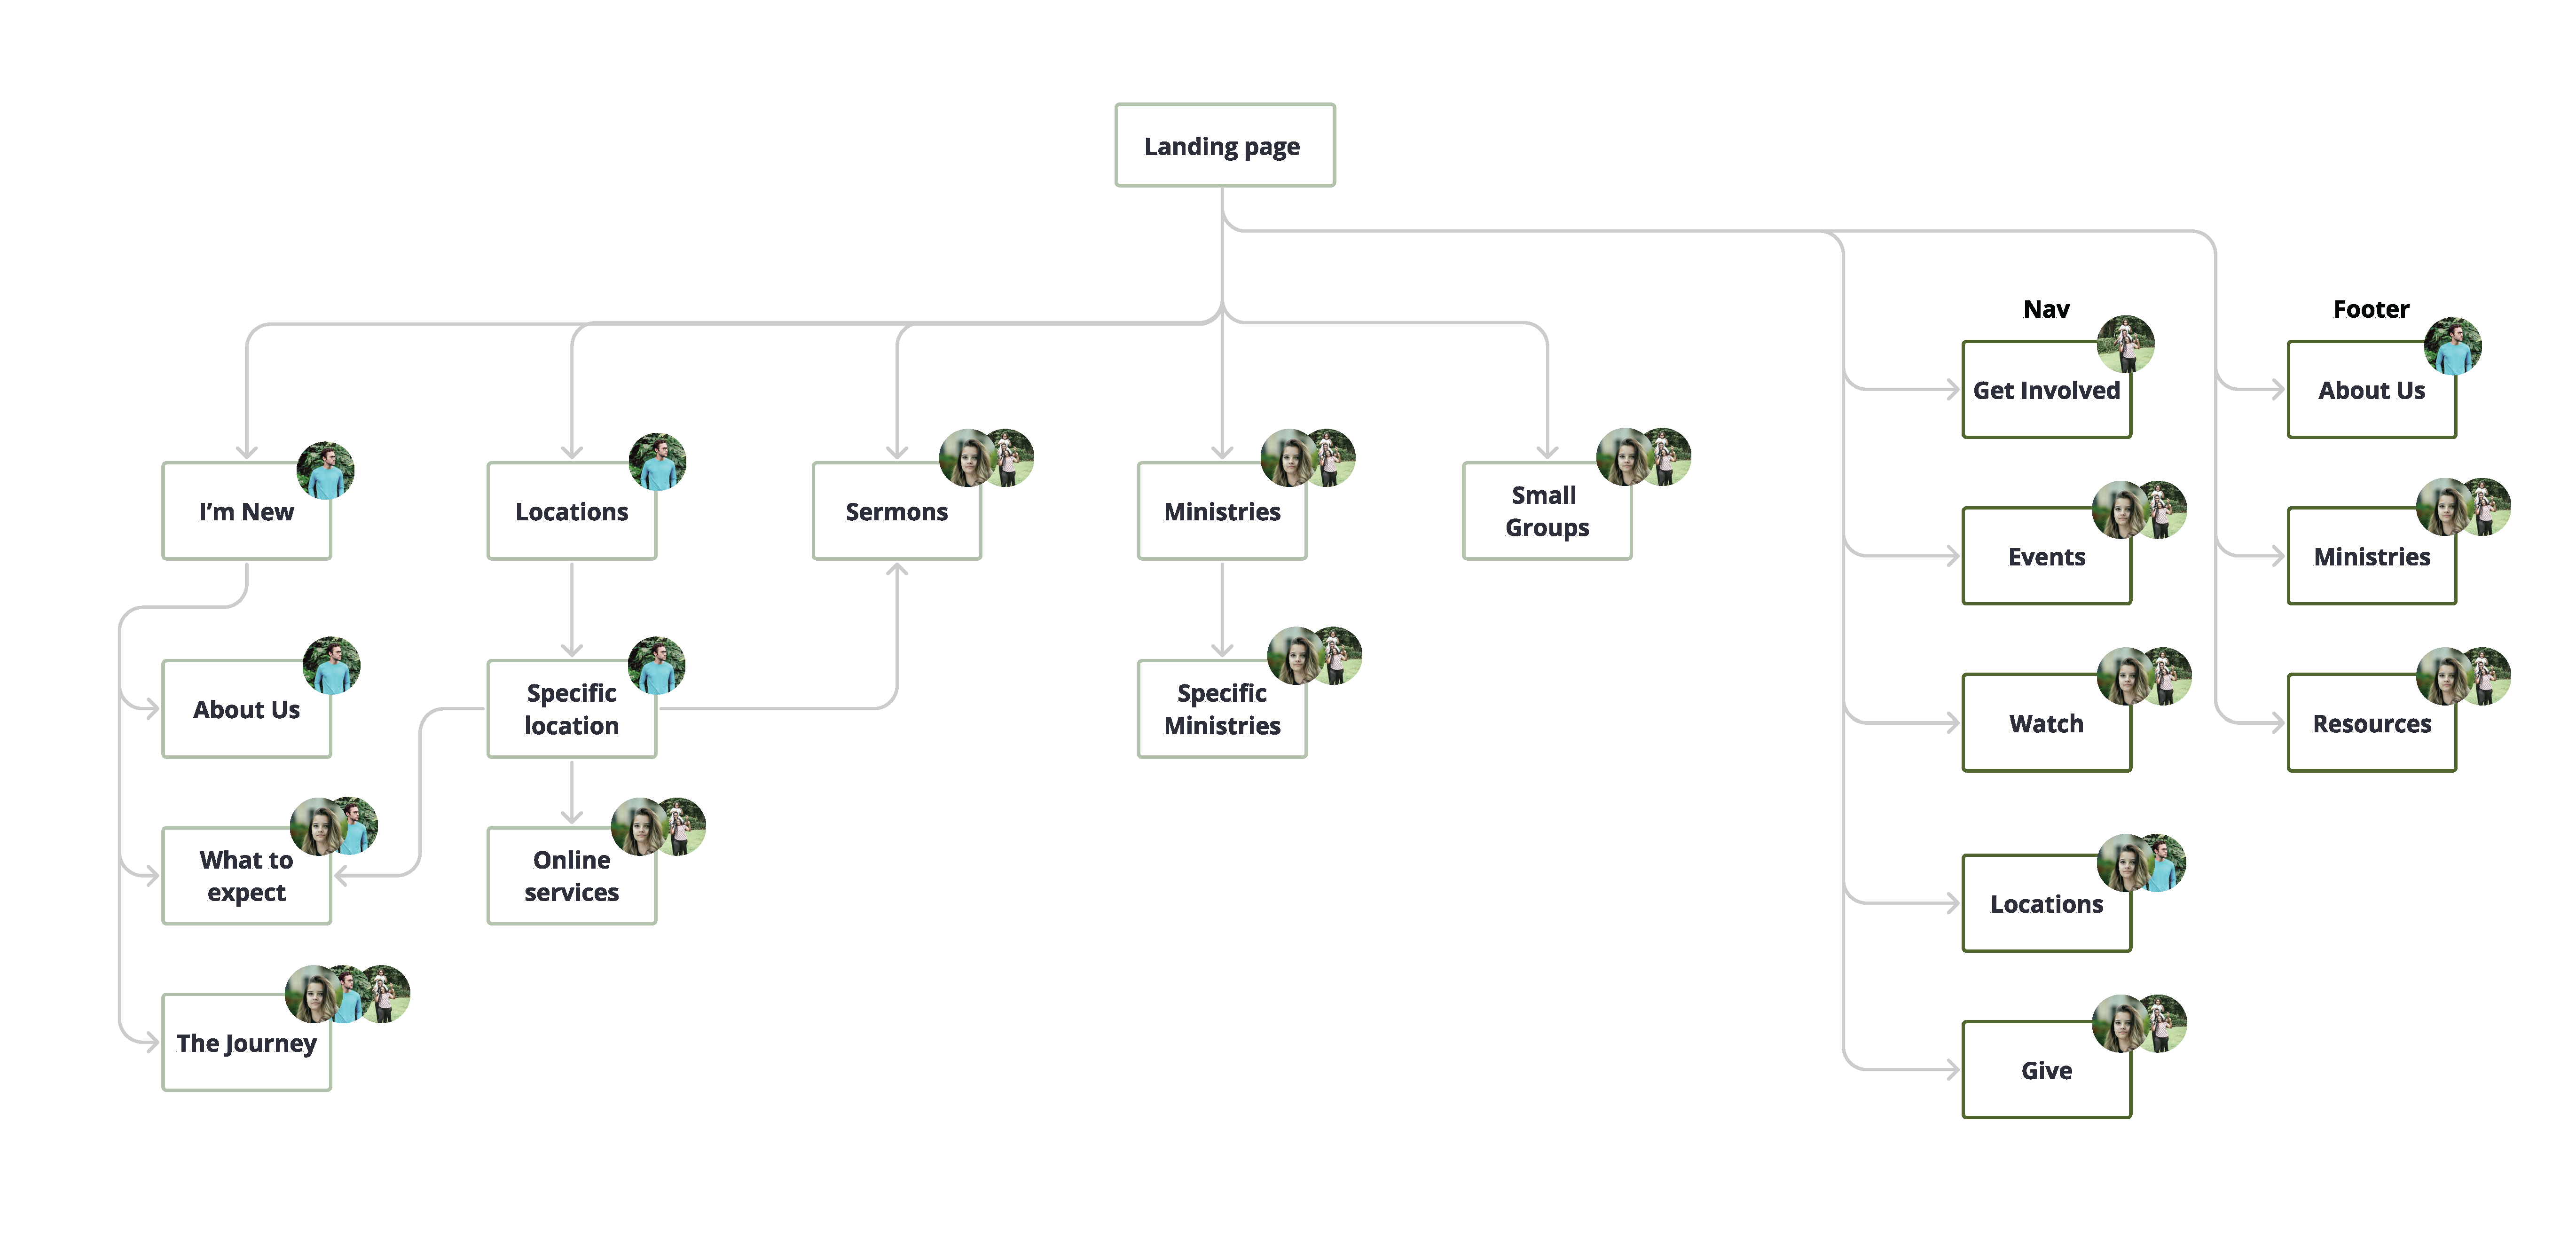 Landing page
Nav
Footer
Get Involved
About Us
I’m New
Locations
Sermons
Ministries
Small
Groups
Events
Ministries
About Us
Specific
location
Specific
Ministries
Watch
Resources
What to
expect
Online
services
Locations
The Journey
Give